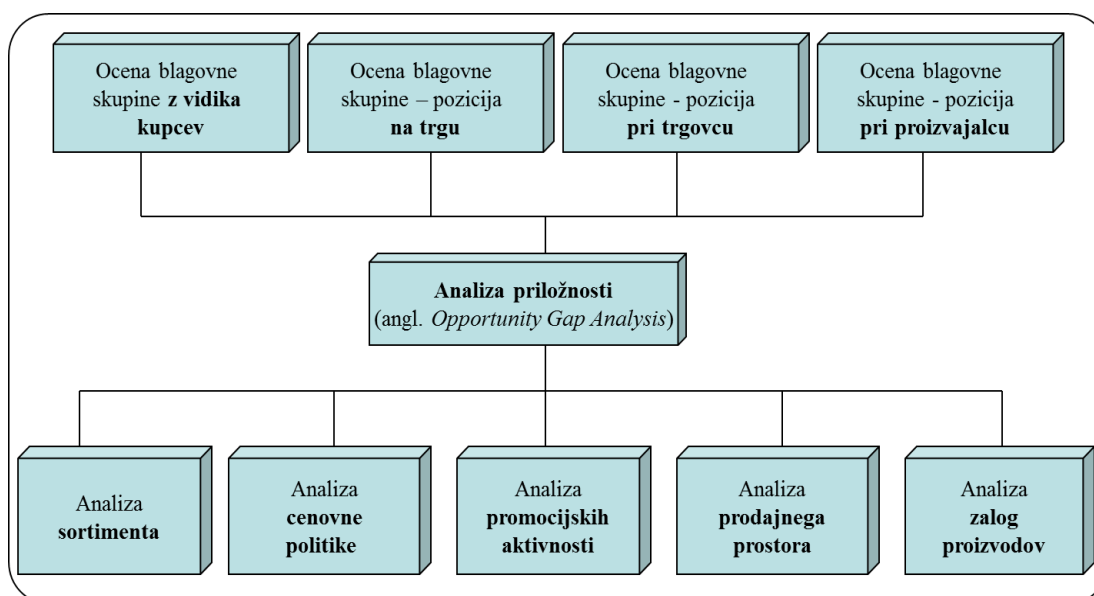 Ocena blagovne
skupine z vidika
kupcev
Ocena blagovne
skupine – pozicija
na trgu
Ocena blagovne
skupine - pozicija
pri trgovcu
Ocena blagovne
skupine - pozicija
pri proizvajalcu
Analiza priložnosti
(angl. Opportunity Gap Analysis)
Analiza
sortimenta
Analiza
cenovne
politike
Analiza
promocijskih
aktivnosti
Analiza
prodajnega
prostora
Analiza
zalog
proizvodov